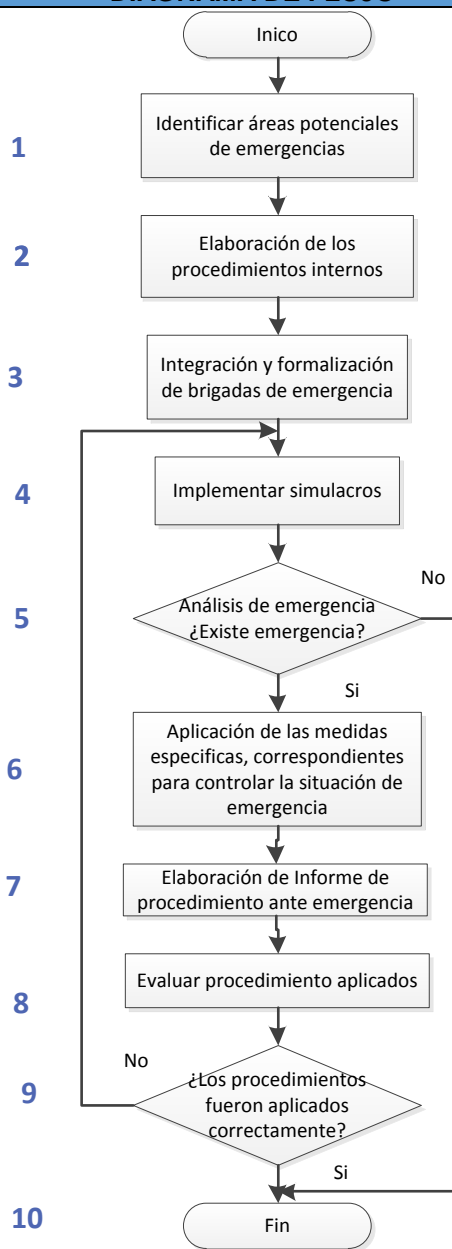 DIAGRAMA DE FLUJO
Inico
1
Identificar áreas potenciales
de emergencias
2
Elaboración de los
procedimientos internos
3
Integración y formalización
de brigadas de emergencia
4
Implementar simulacros
No
5
Análisis de emergencia
¿Existe emergencia?
Si
6
Aplicación de las medidas
especificas, correspondientes
para controlar la situación de
emergencia
7
Elaboración de Informe de
procedimiento ante emergencia
8
Evaluar procedimiento aplicados
No
9
¿Los procedimientos
fueron aplicados
correctamente?
Si
10
Fin